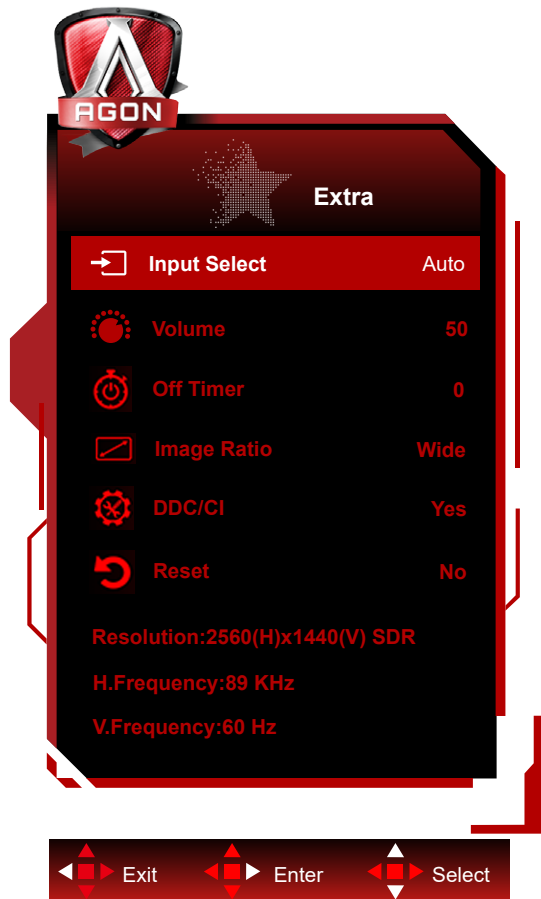 AGON
Extra
Input Select Auto
Volume 50
Off Timer 0
Image Ratio Wide
DDC/CI Yes
Reset No
Resolution:2560(H)x1440(V) SDR
H.Frequency:89 KHz
V.Frequency:60 Hz
Exit Enter Select